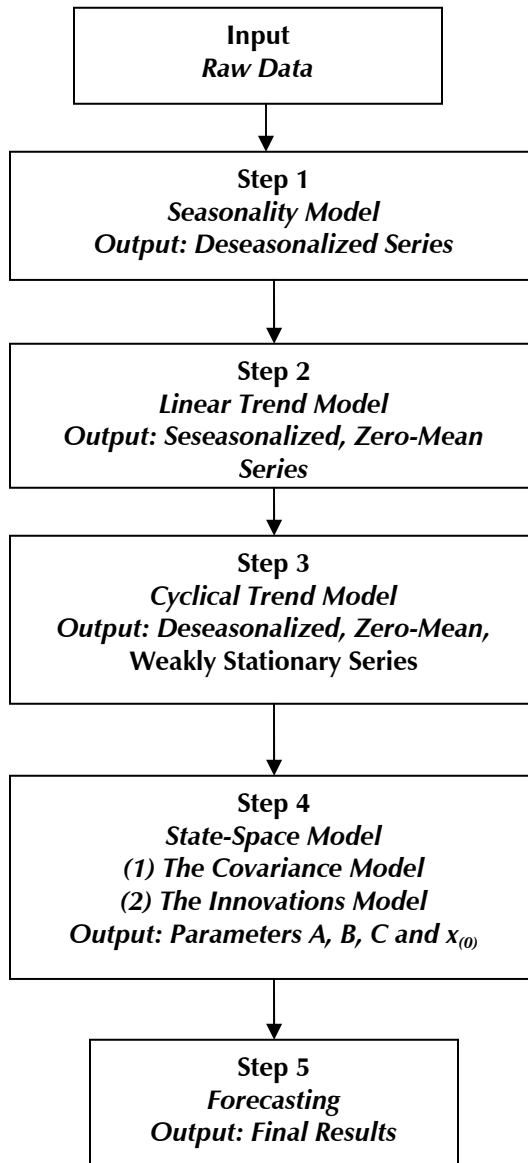 Input
Raw Data
Step 1
Seasonality Model
Output: Deseasonalized Series
Step 2
Linear Trend Model
Output: Seseasonalized, Zero-Mean
Series
Step 3
Cyclical Trend Model
Output: Deseasonalized, Zero-Mean,
Weakly Stationary Series
Step 4
State-Space Model
(1) The Covariance Model
(2) The Innovations Model
Output: Parameters A, B, C and x(0)
Step 5
Forecasting
Output: Final Results